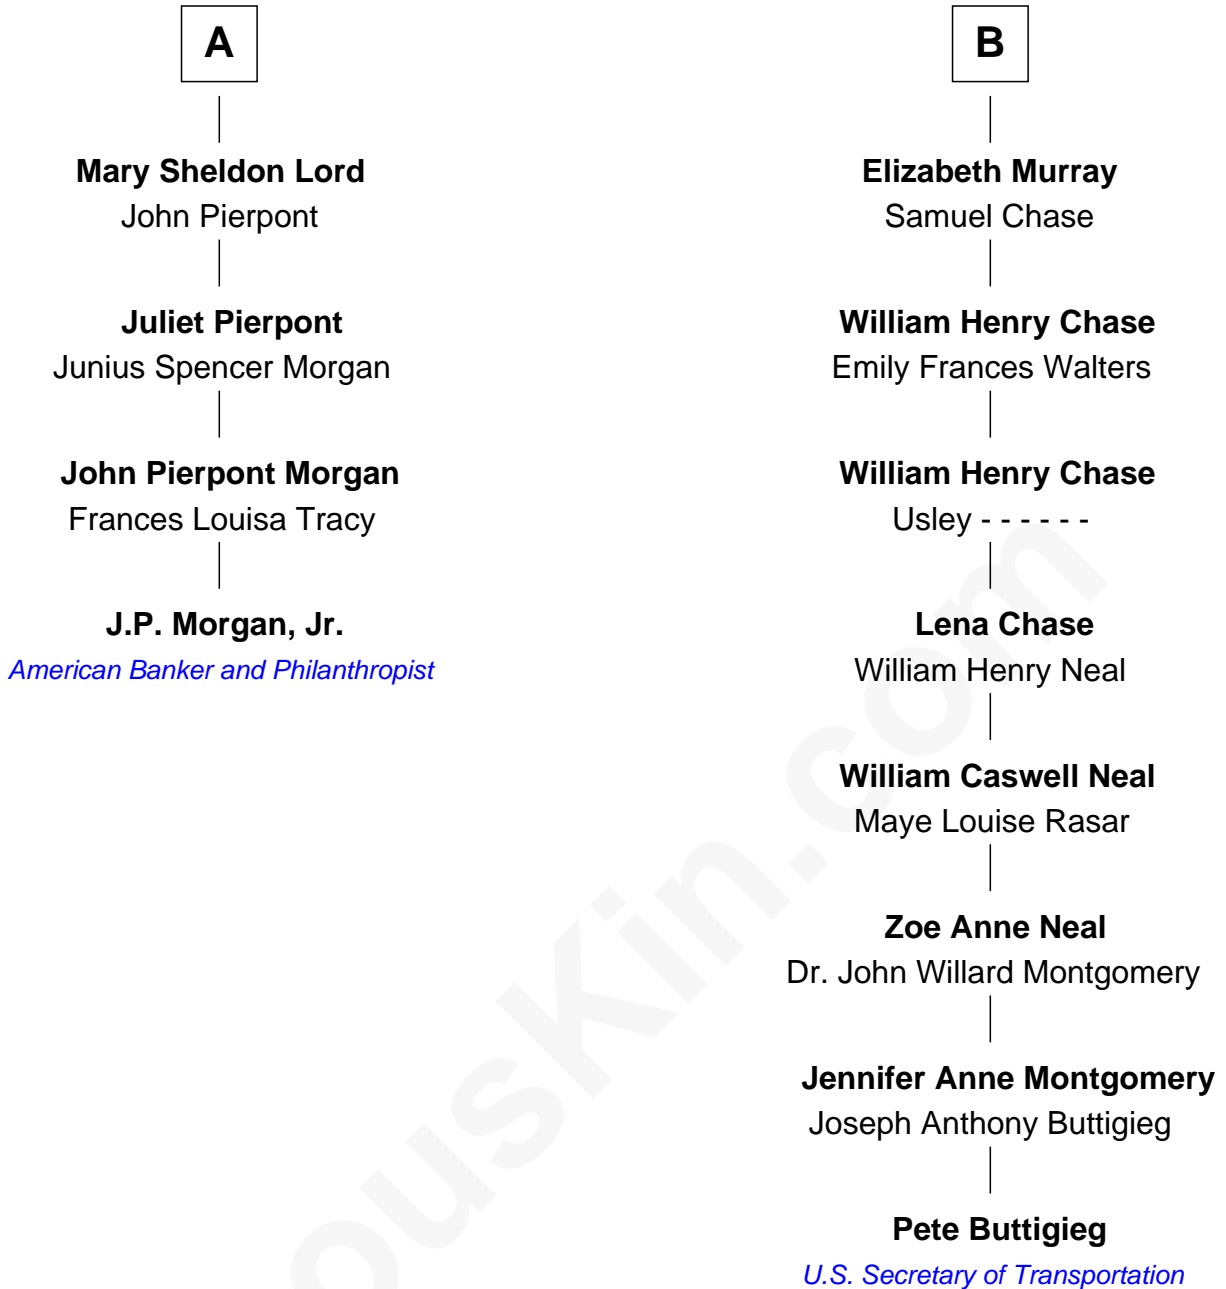 A
Mary Sheldon Lord
John Pierpont
Juliet Pierpont
Junius Spencer Morgan
John Pierpont Morgan
Frances Louisa Tracy
J.P. Morgan, Jr.
American Banker and Philanthropist
B
Elizabeth Murray
Samuel Chase
William Henry Chase
Emily Frances Walters
William Henry Chase
Usley - - - - - -
Lena Chase
William Henry Neal
William Caswell Neal
Maye Louise Rasar
Zoe Anne Neal
Dr. John Willard Montgomery
Jennifer Anne Montgomery
Joseph Anthony Buttigieg
Pete Buttigieg
U.S. Secretary of Transportation
ousKin.com